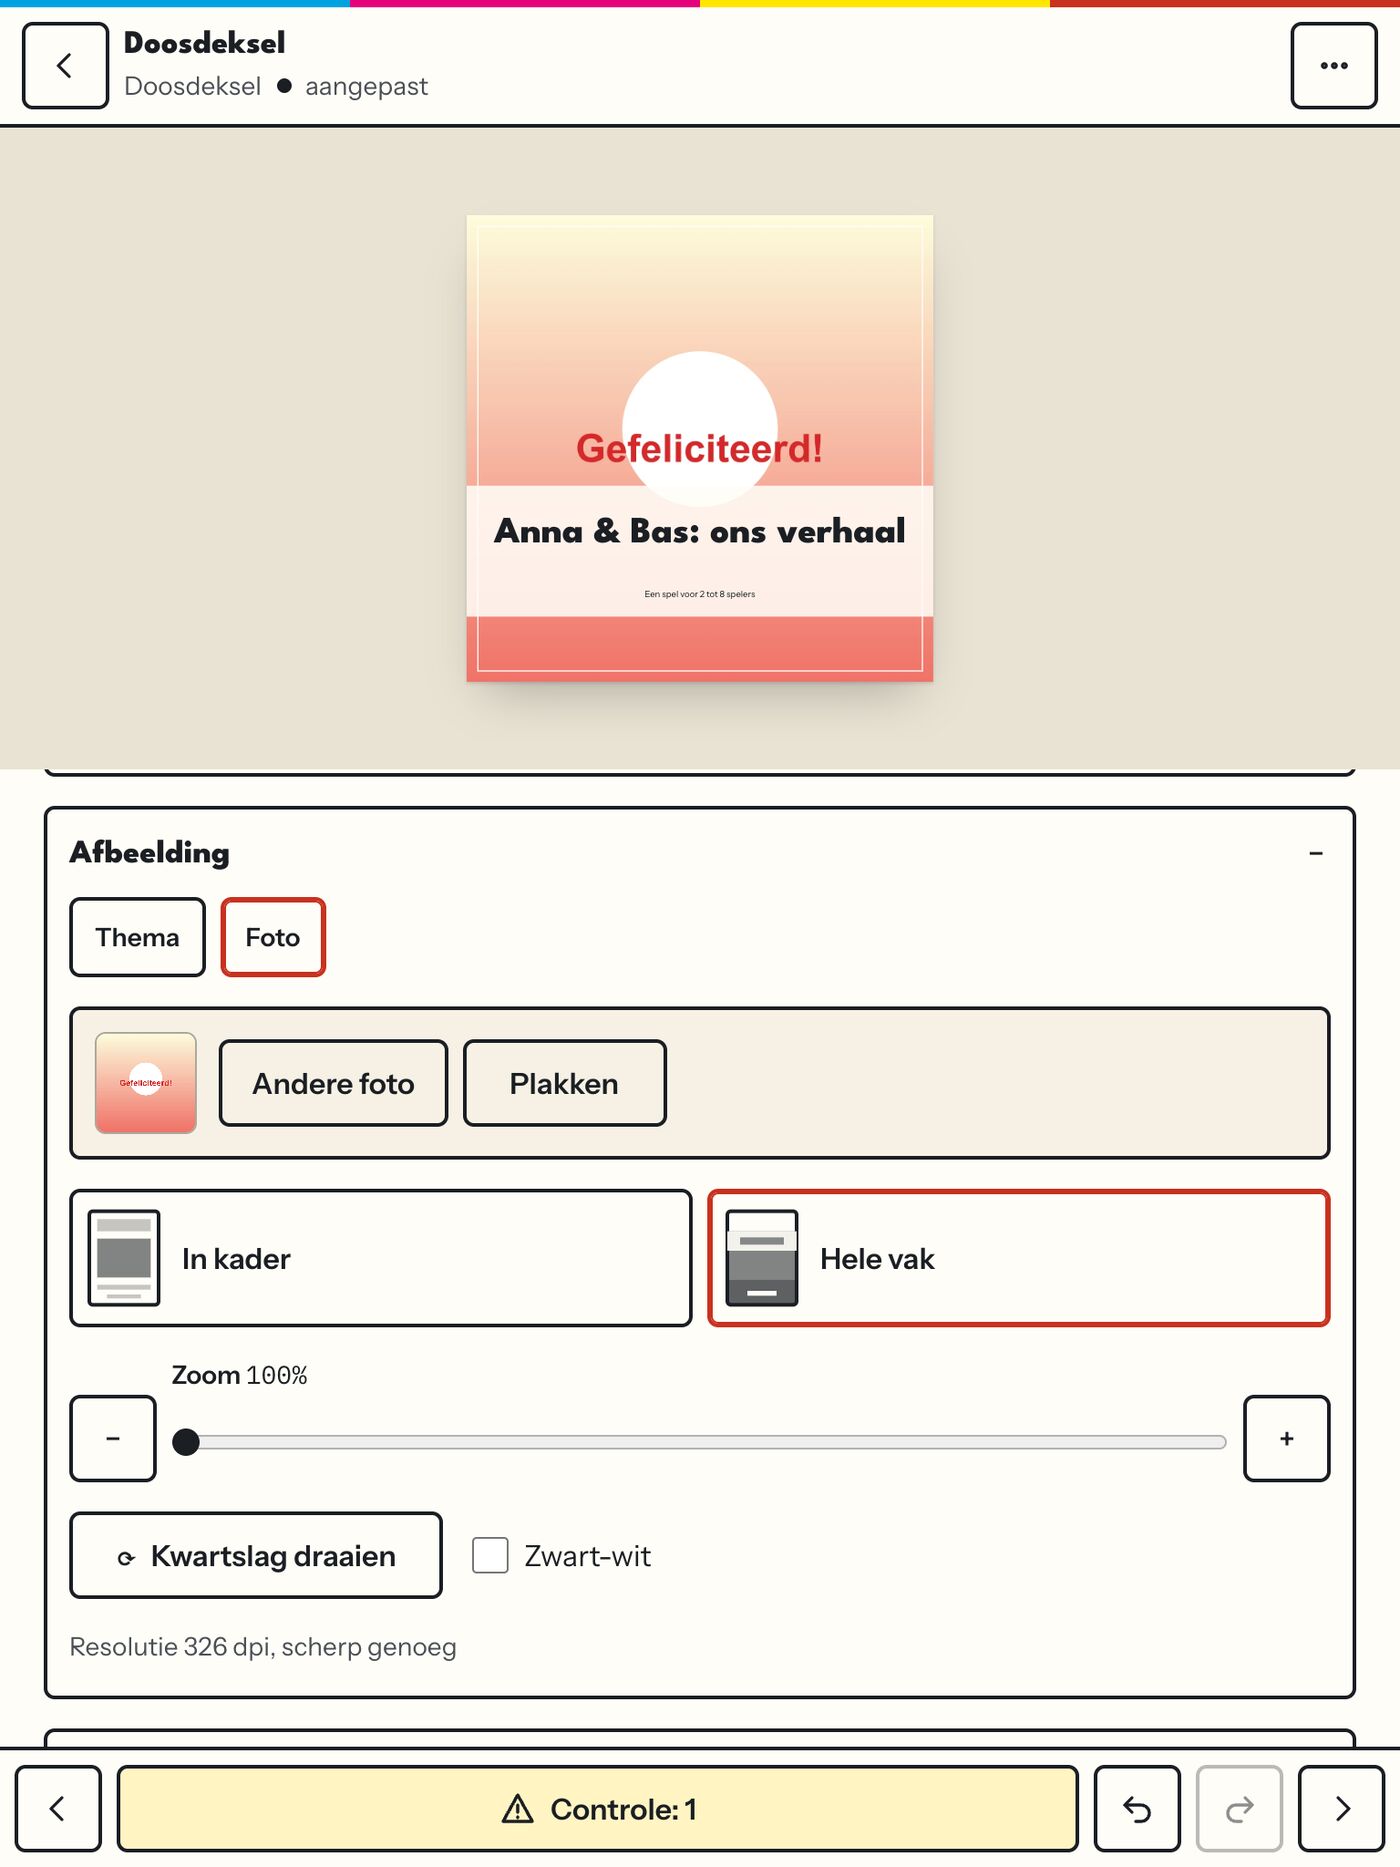 Doosdeksel
Doosdeksel ● aangepast
Gefeliciteerd!
Anna & Bas: ons verhaal
Een spel voor 2 tot 8 spelers
Afbeelding
Thema
Foto
Gefeliciteerd!
Andere foto
Plakken
In kader
Hele vak
Zoom 100%
Kwartslag draaien
Zwart-wit
Resolutie 326 dpi, scherp genoeg
Controle: 1